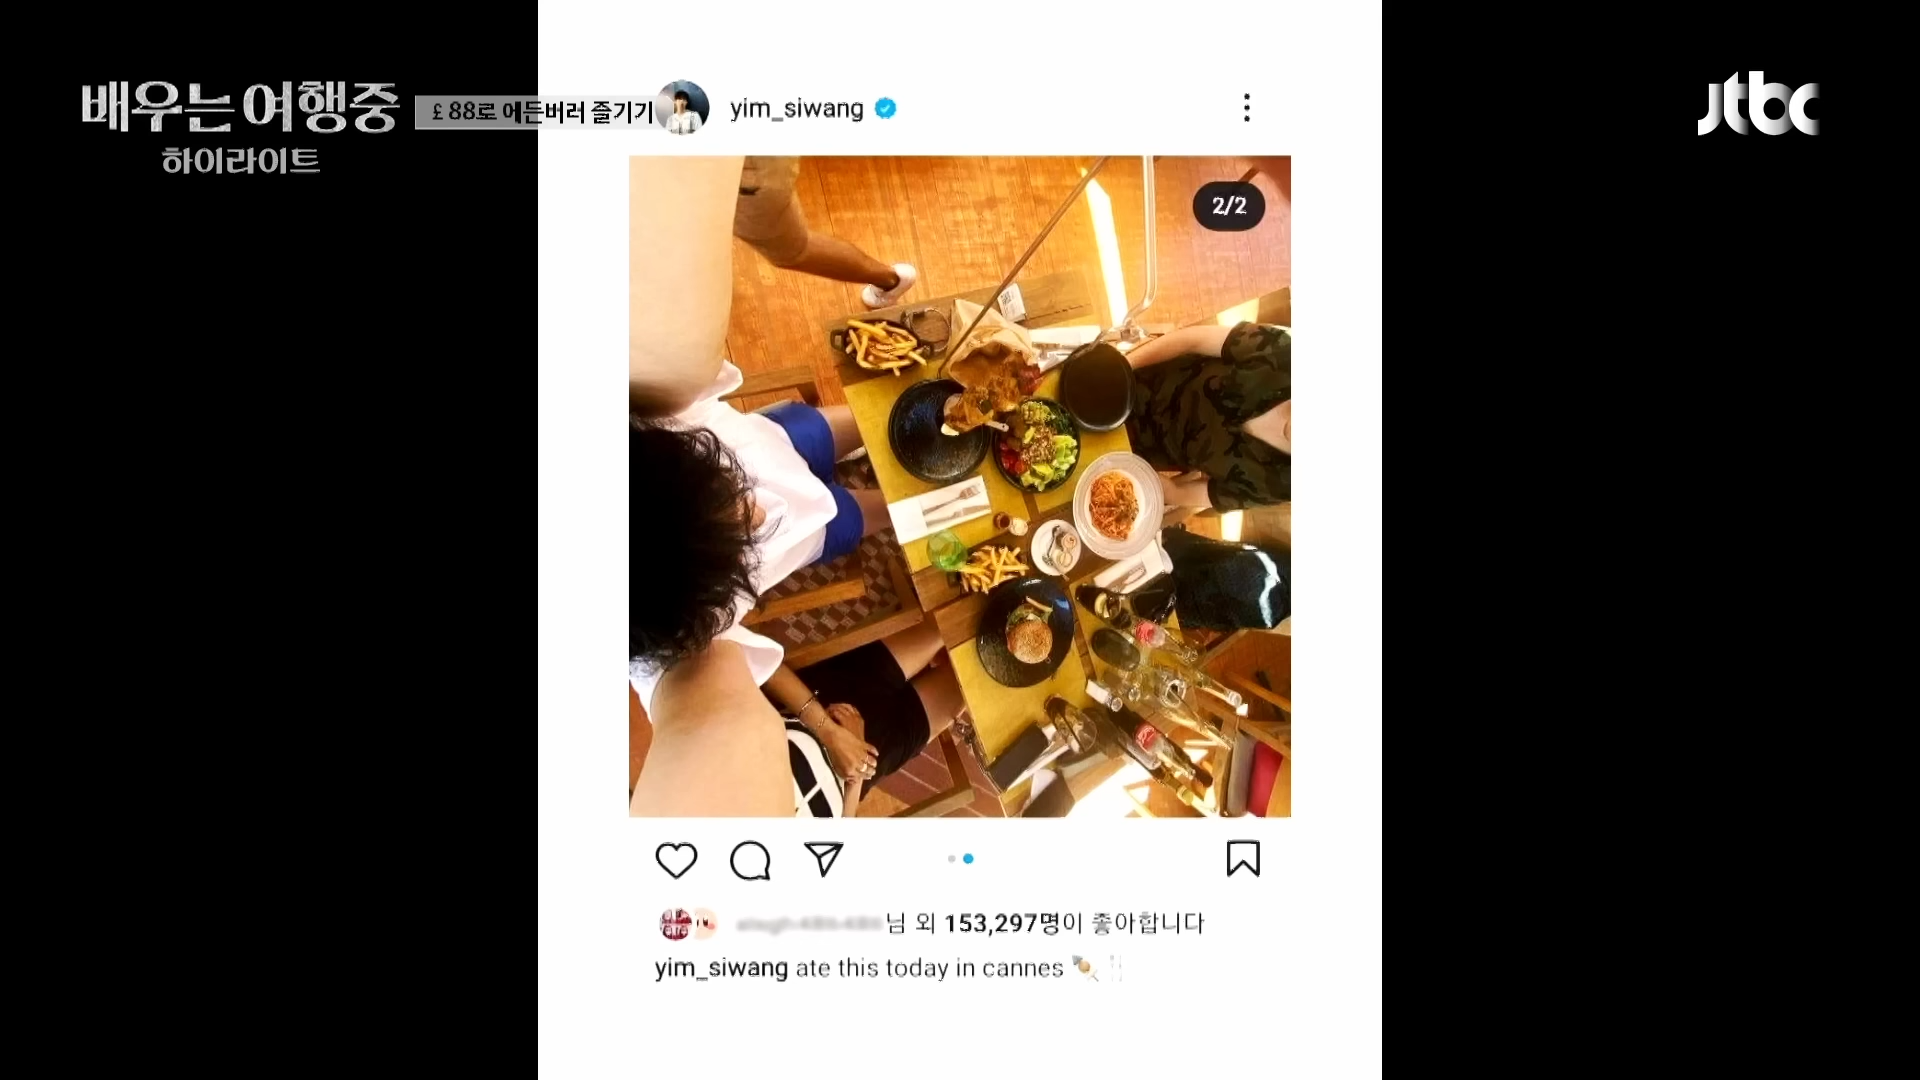 배우는 여행중
하이라이트
£88로 에든버러 즐기기
jtbc
yim_siwang
2/2
님 외 153,297명이 좋아합니다
yim_siwang ate this today in cannes